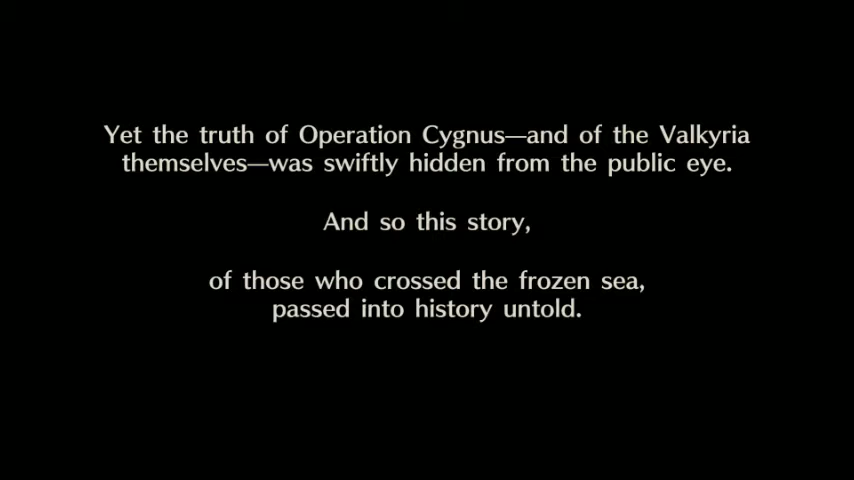 Yet the truth of Operation Cygnus—and of the Valkyria
themselves—was swiftly hidden from the public eye.
And so this story,
of those who crossed the frozen sea,
passed into history untold.